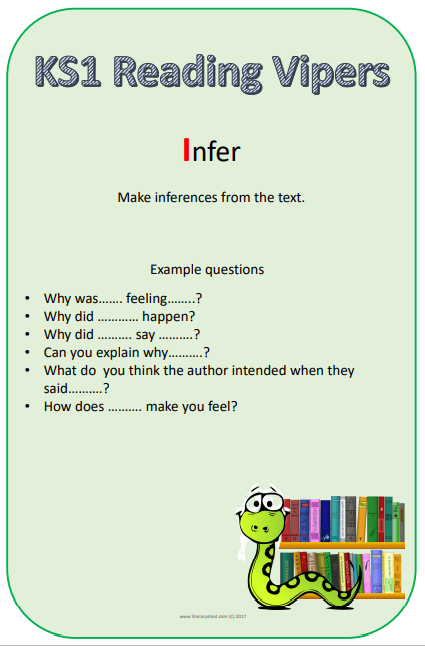 KS1 Reading Vipers
Infer
Make inferences from the text.
Example questions
• Why was……. feeling……..?
• Why did ………… happen?
• Why did ………. say ……….?
• Can you explain why……….?
• What do  you think the author intended when they
said……….?
• How does ………. make you feel?
www.literacyshed.com (C) 2017